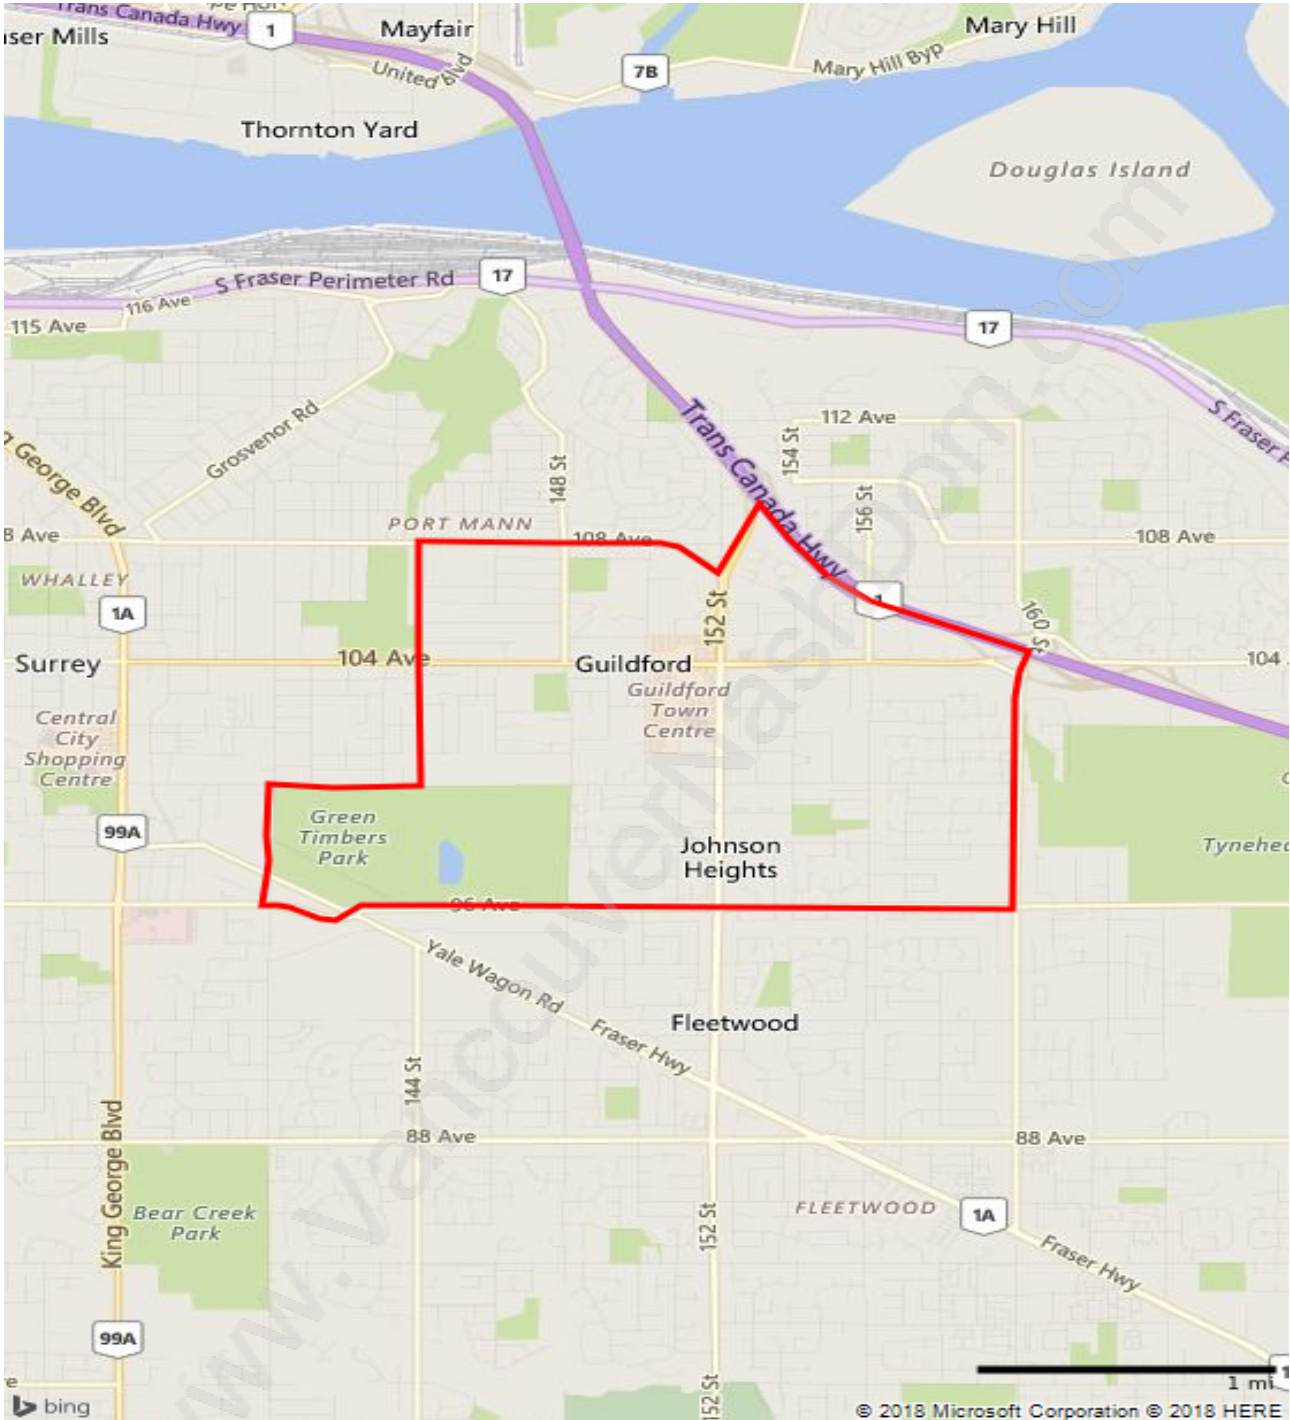 Trans Canada Hwy
1
Mayfair
Mary Hill
ser Mills
United Blvd
7B
Mary Hill Byp
Thornton Yard
Douglas Island
S Fraser Perimeter Rd
17
116 Ave
115 Ave
17
S Fraser P
Trans Canada Hwy
112 Ave
154 St
Grosvenor Rd
g George Blvd
148 St
156 St
PORT MANN
8 Ave
108 Ave
108 Ave
WHALLEY
1A
1
152 St
160 St
Surrey
104 Ave
Guildford
104
Guildford
Town
Centre
Central
City
Shopping
Centre
Green
Timbers
Park
99A
Johnson
Heights
Tynehe
96 Ave
Yale Wagon Rd
Fleetwood
Fraser Hwy
144 St
King George Blvd
88 Ave
88 Ave
Bear Creek
Park
FLEETWOOD
1A
152 St
Fraser Hwy
99A
152 St
1 mi
bing
© 2018 Microsoft Corporation © 2018 HERE
www.VancouverNashDom.com